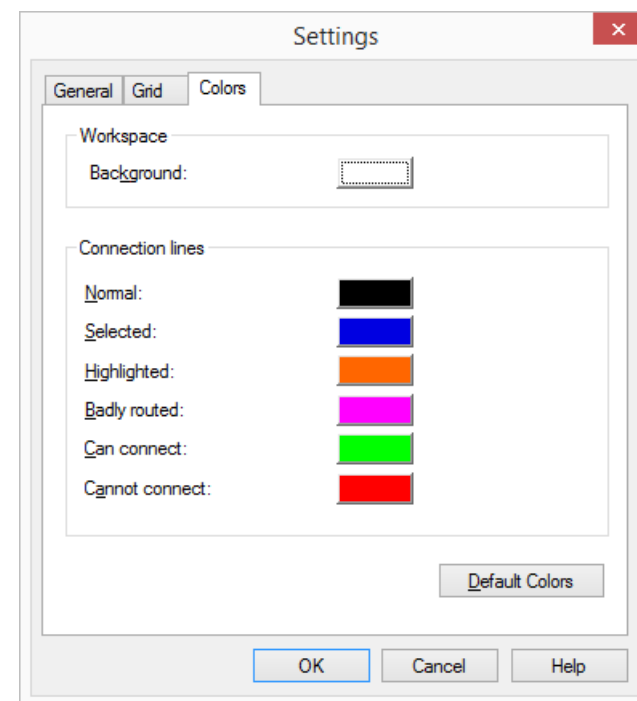 Settings
General Grid Colors
Workspace
Background:
Connection lines
Normal:
Selected:
Highlighted:
Badly routed:
Can connect:
Cannot connect:
Default Colors
OK Cancel Help